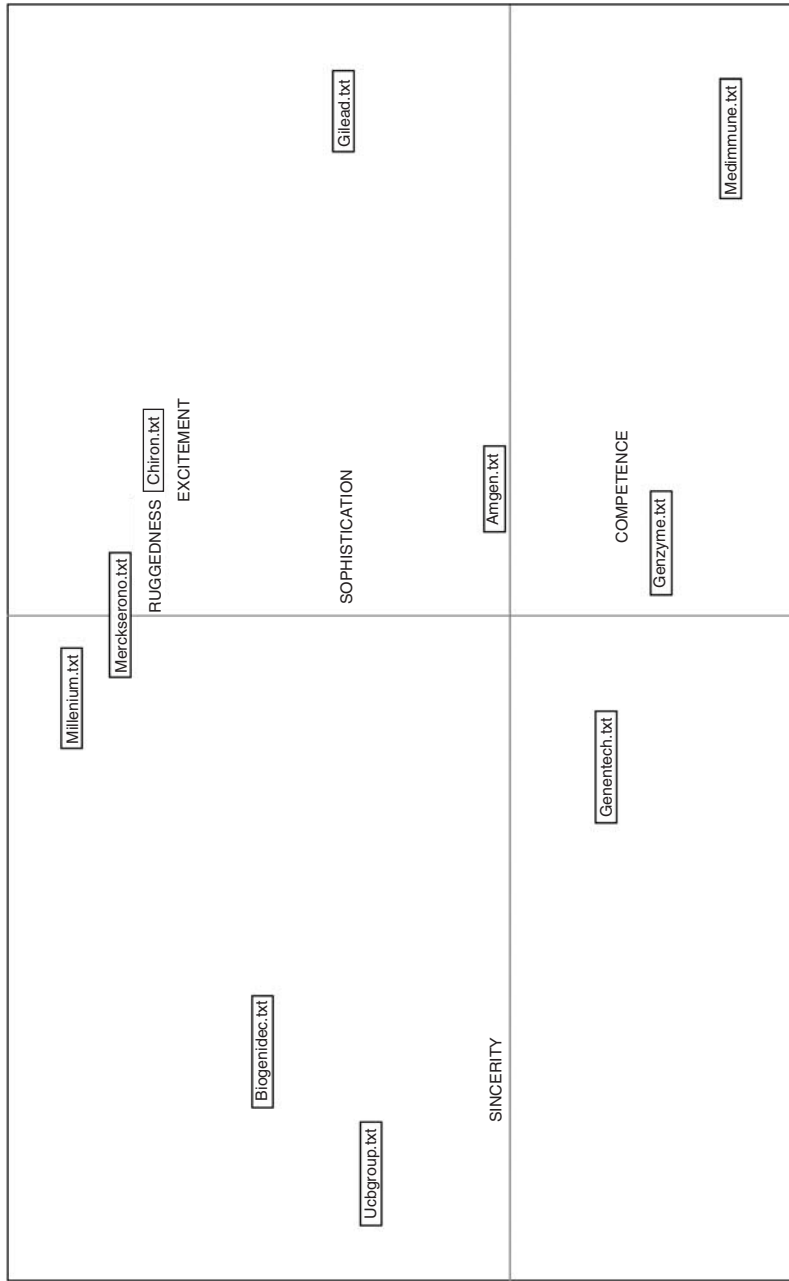 Millenium.txt
Merckserono.txt
RUGGEDNESS
Chiron.txt
EXCITEMENT
Biogenidec.txt
SOPHISTICATION
Gilead.txt
Ucbgroup.txt
SINCERITY
Amgen.txt
Genentech.txt
COMPETENCE
Genzyme.txt
Medimmune.txt